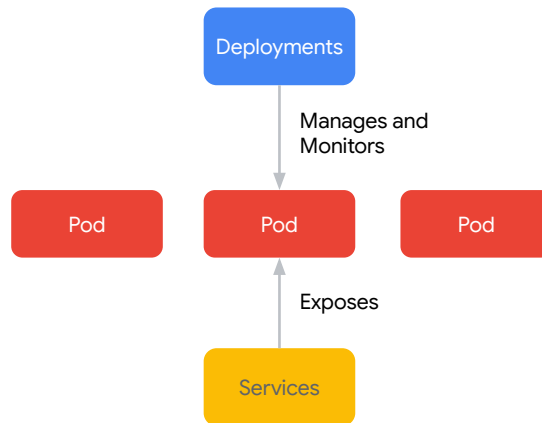 Deployments
Manages and
Monitors
Pod
Pod
Pod
Exposes
Services